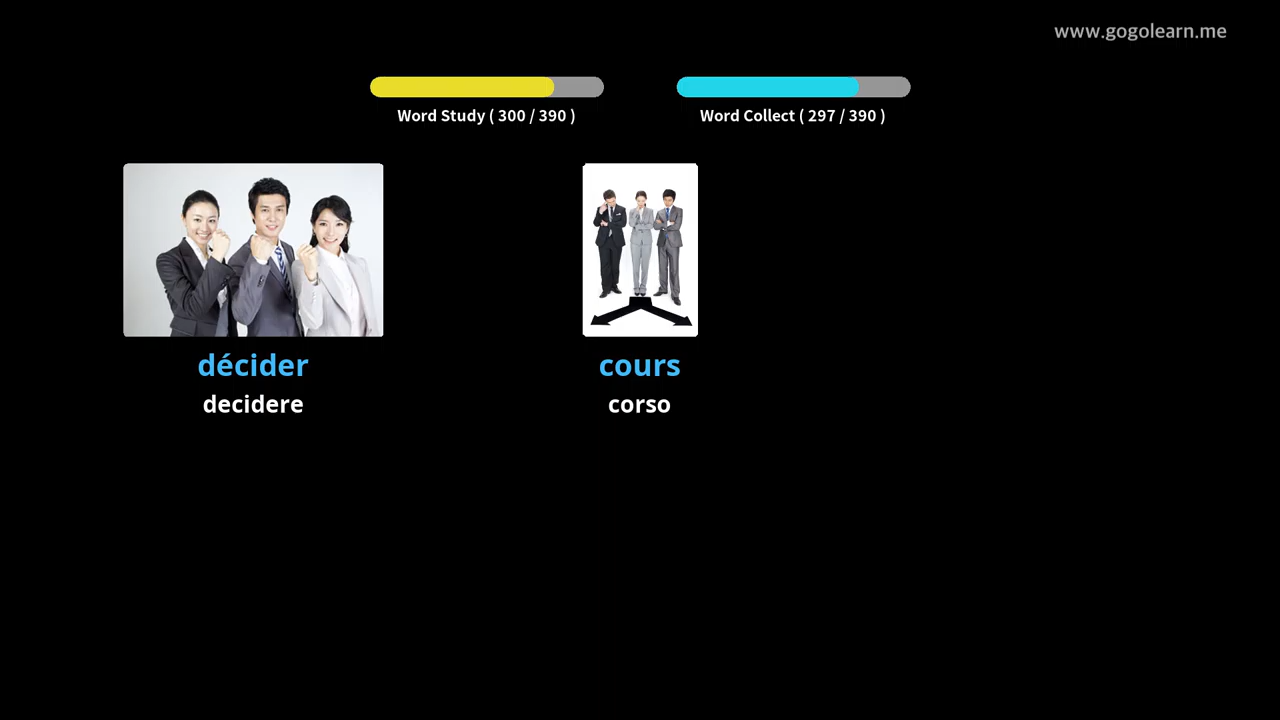 www.gogolearn.me
Word Study ( 300 / 390 )
Word Collect ( 297 / 390 )
décider
decidere
cours
corso